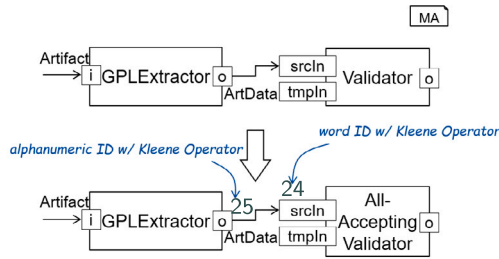 MA
Artifact
i
GPLExtractor
o
ArtData
srcIn
tmpIn
Validator
o
alphanumeric ID w/ Kleene Operator
word ID w/ Kleene Operator
Artifact
i
GPLExtractor
o
25
ArtData
24
srcIn
tmpIn
All-
Accepting
Validator
o